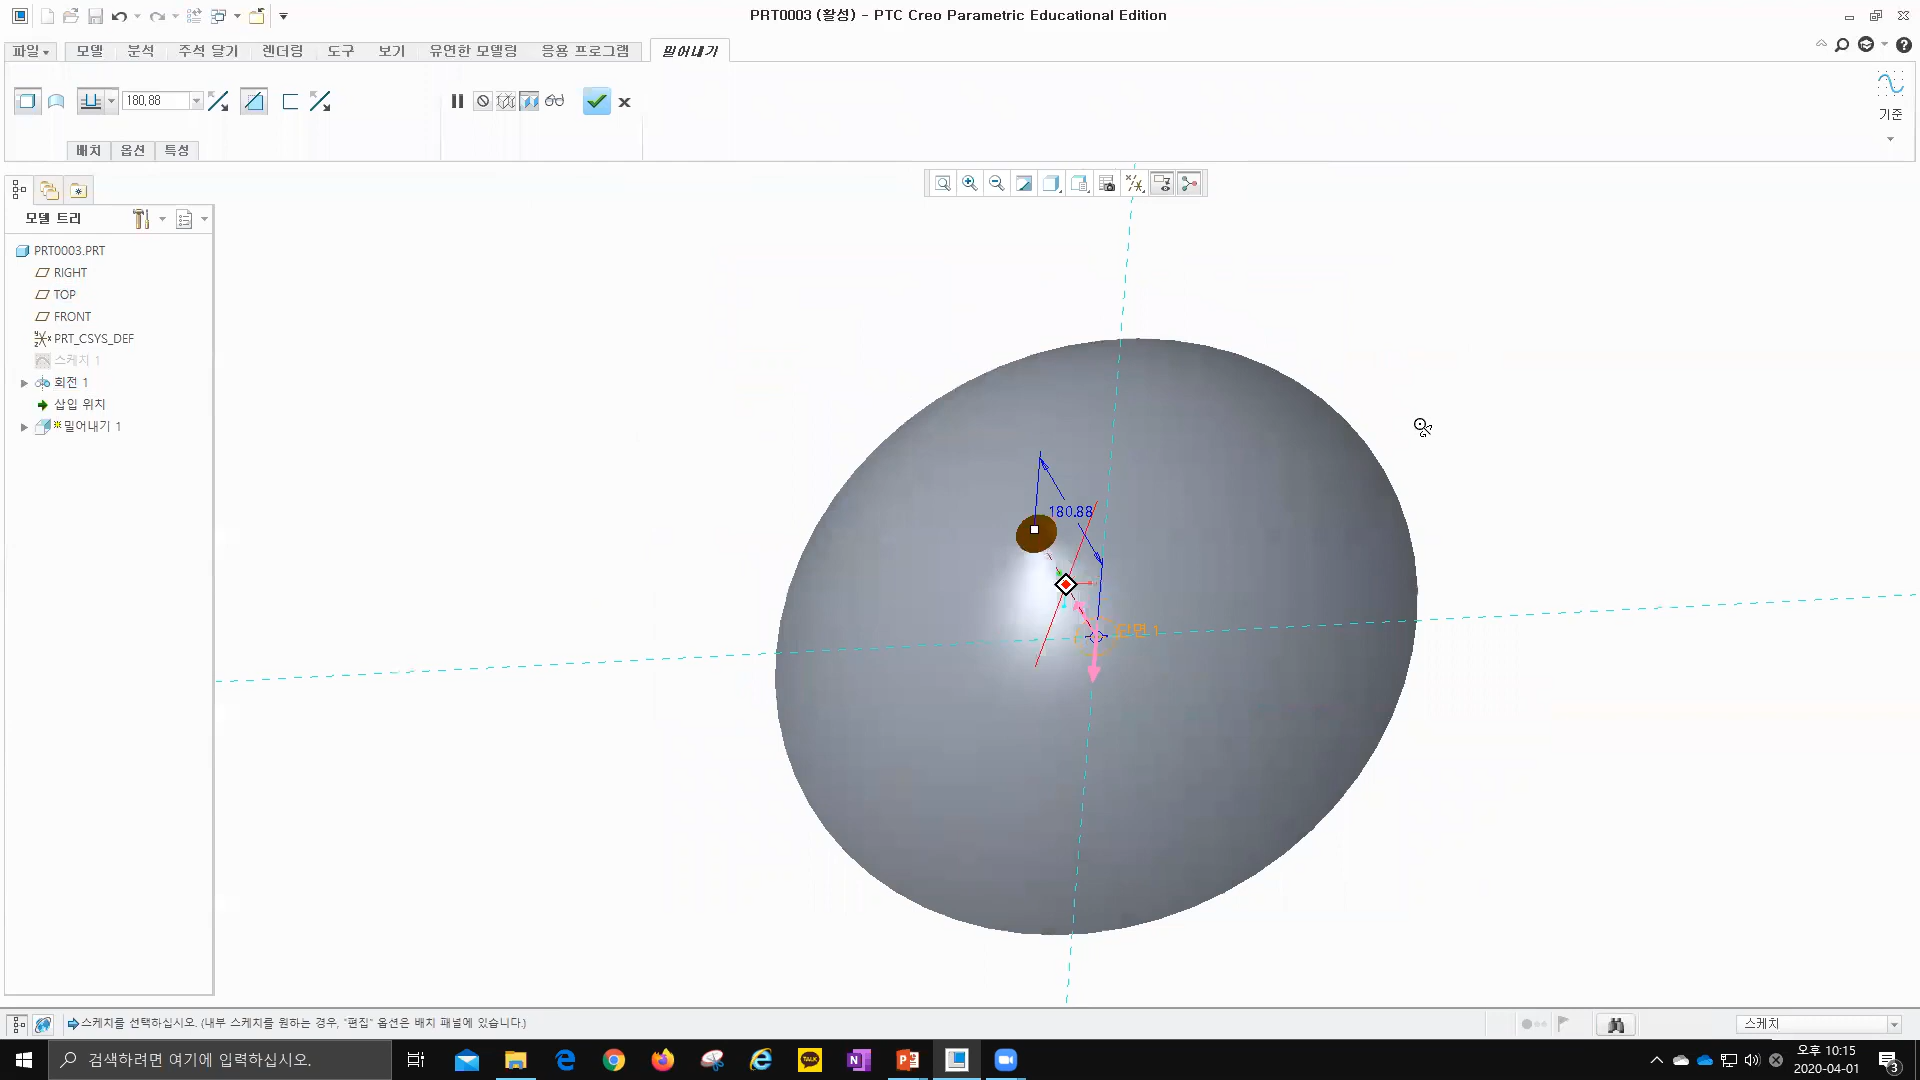 PRT0003 (활성) - PTC Creo Parametric Educational Edition
파일 모델 분석 주석 달기 렌더링 도구 보기 유연한 모델링 응용 프로그램 밀어내기
180,88
기준
배치 옵션 특성
모델 트리
PRT0003.PRT
RIGHT
TOP
FRONT
PRT_CSYS_DEF
스케치 1
회전 1
삽입 위치
밀어내기 1
180.88
단면 1
스케치를 선택하십시오. (내부 스케치를 원하는 경우, "편집" 옵션은 배치 패널에 있습니다.)
스케치
검색하려면 여기에 입력하십시오.
TALK
오후 10:15
2020-04-01
3